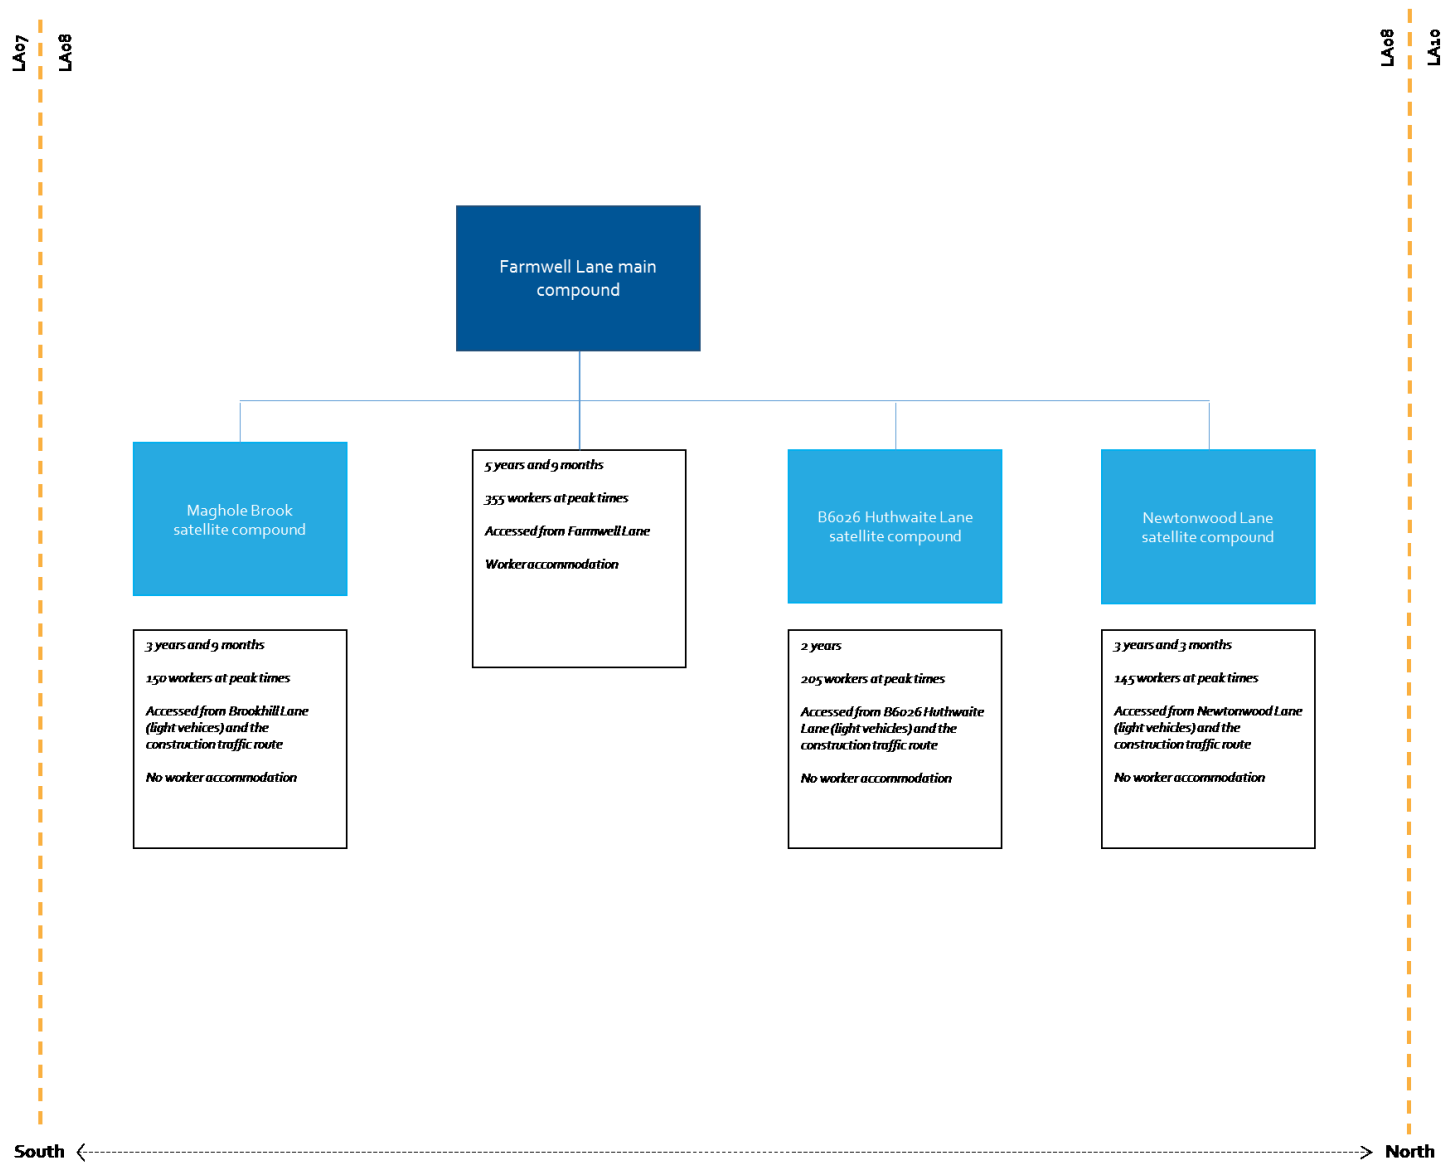 LA07
LA08
LA08
LA10
Farmwell Lane main
compound
Maghole Brook
satellite compound
3 years and 9 months
150 workers at peak times
Accessed from Brookhill Lane
(light vehices) and the
construction traffic route
No worker accommodation
5 years and 9 months
355 workers at peak times
Accessed from Farmwell Lane
Worker accommodation
B6026 Huthwaite Lane
satellite compound
2 years
205 workers at peak times
Accessed from B6026 Huthwaite
Lane (light vehicles) and the
construction traffic route
No worker accommodation
Newtonwood Lane
satellite compound
3 years and 3 months
145 workers at peak times
Accessed from Newtonwood Lane
(light vehicles) and the
construction traffic route
No worker accommodation
South
North